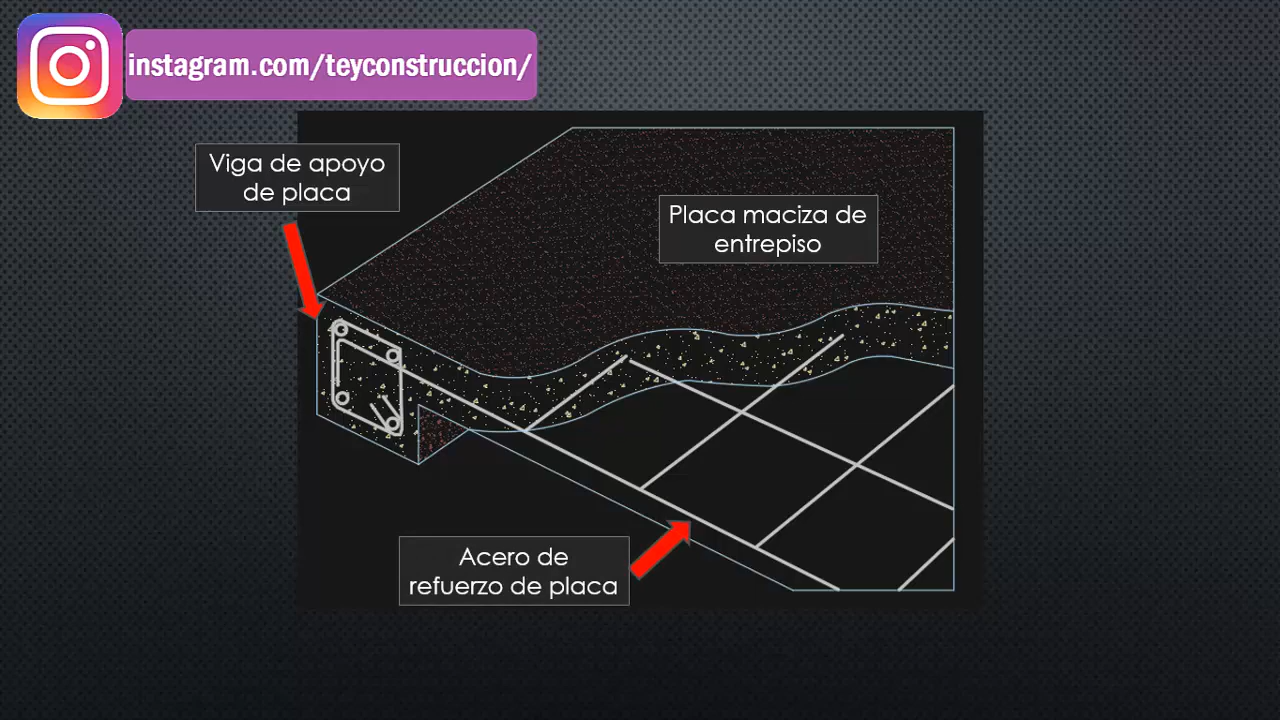 instagram.com/teyconstruccion/
Viga de apoyo
de placa
Placa maciza de
entrepiso
Acero de
refuerzo de placa